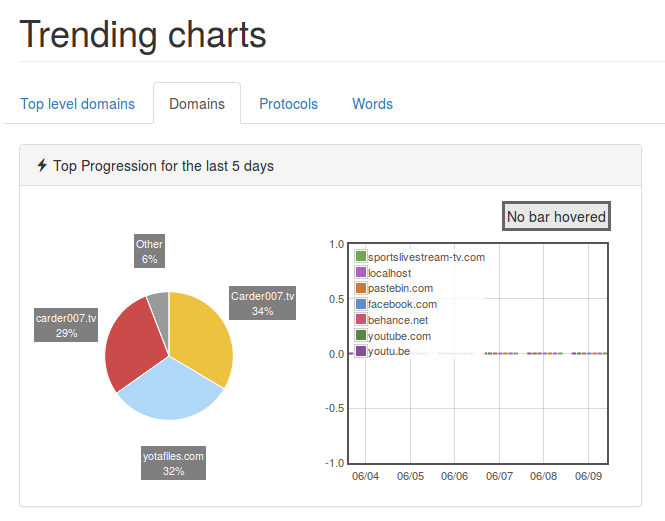 Trending charts
Top level domains
Domains
Protocols
Words
Top Progression for the last 5 days
No bar hovered
Other
6%
Carder007.tv
34%
carder007.tv
29%
yotafiles.com
32%
1.0
0.5
0.0
-0.5
-1.0
sportslivestream-tv.com
localhost
pastebin.com
facebook.com
behance.net
youtube.com
youtu.be
06/04
06/05
06/06
06/07
06/08
06/09